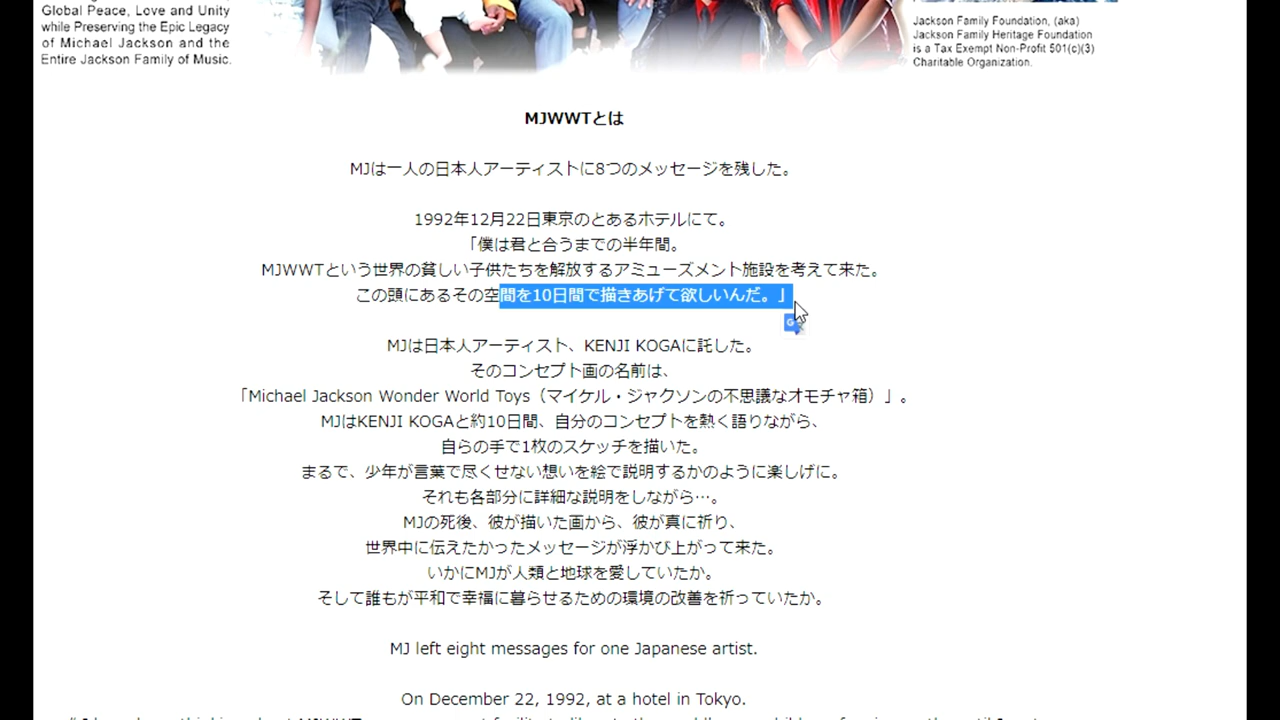 Global Peace, Love and Unity
while Preserving the Epic Legacy
of Michael Jackson and the
Entire Jackson Family of Music.
Jackson Family Foundation, (aka)
Jackson Family Heritage Foundation
is a Tax Exempt Non-Profit 501(c)(3)
Charitable Organization.
MJWWTとは
MJは一人の日本人アーティストに8つのメッセージを残した。
1992年12月22日東京のとあるホテルにて。
「僕は君と合うまでの半年間。
MJWWTという世界の貧しい子供たちを解放するアミューズメント施設を考えて来た。
この頭にあるその空間を10日間で描きあげて欲しいんだ。」
MJは日本人アーティスト、KENJI KOGAに託した。
そのコンセプト画の名前は、
「Michael Jackson Wonder World Toys（マイケル・ジャクソンの不思議なオモチャ箱）」。
MJはKENJI KOGAと約10日間、自分のコンセプトを熱く語りながら、
自らの手で1枚のスケッチを描いた。
まるで、少年が言葉で尽くせない想いを絵で説明するかのように楽しげに。
それも各部分に詳細な説明をしながら…。
MJの死後、彼が描いた画から、彼が真に祈り、
世界中に伝えたかったメッセージが浮かび上がって来た。
いかにMJが人類と地球を愛していたか。
そして誰もが平和で幸福に暮らせるための環境の改善を祈っていたか。
MJ left eight messages for one Japanese artist.
On December 22, 1992, at a hotel in Tokyo.